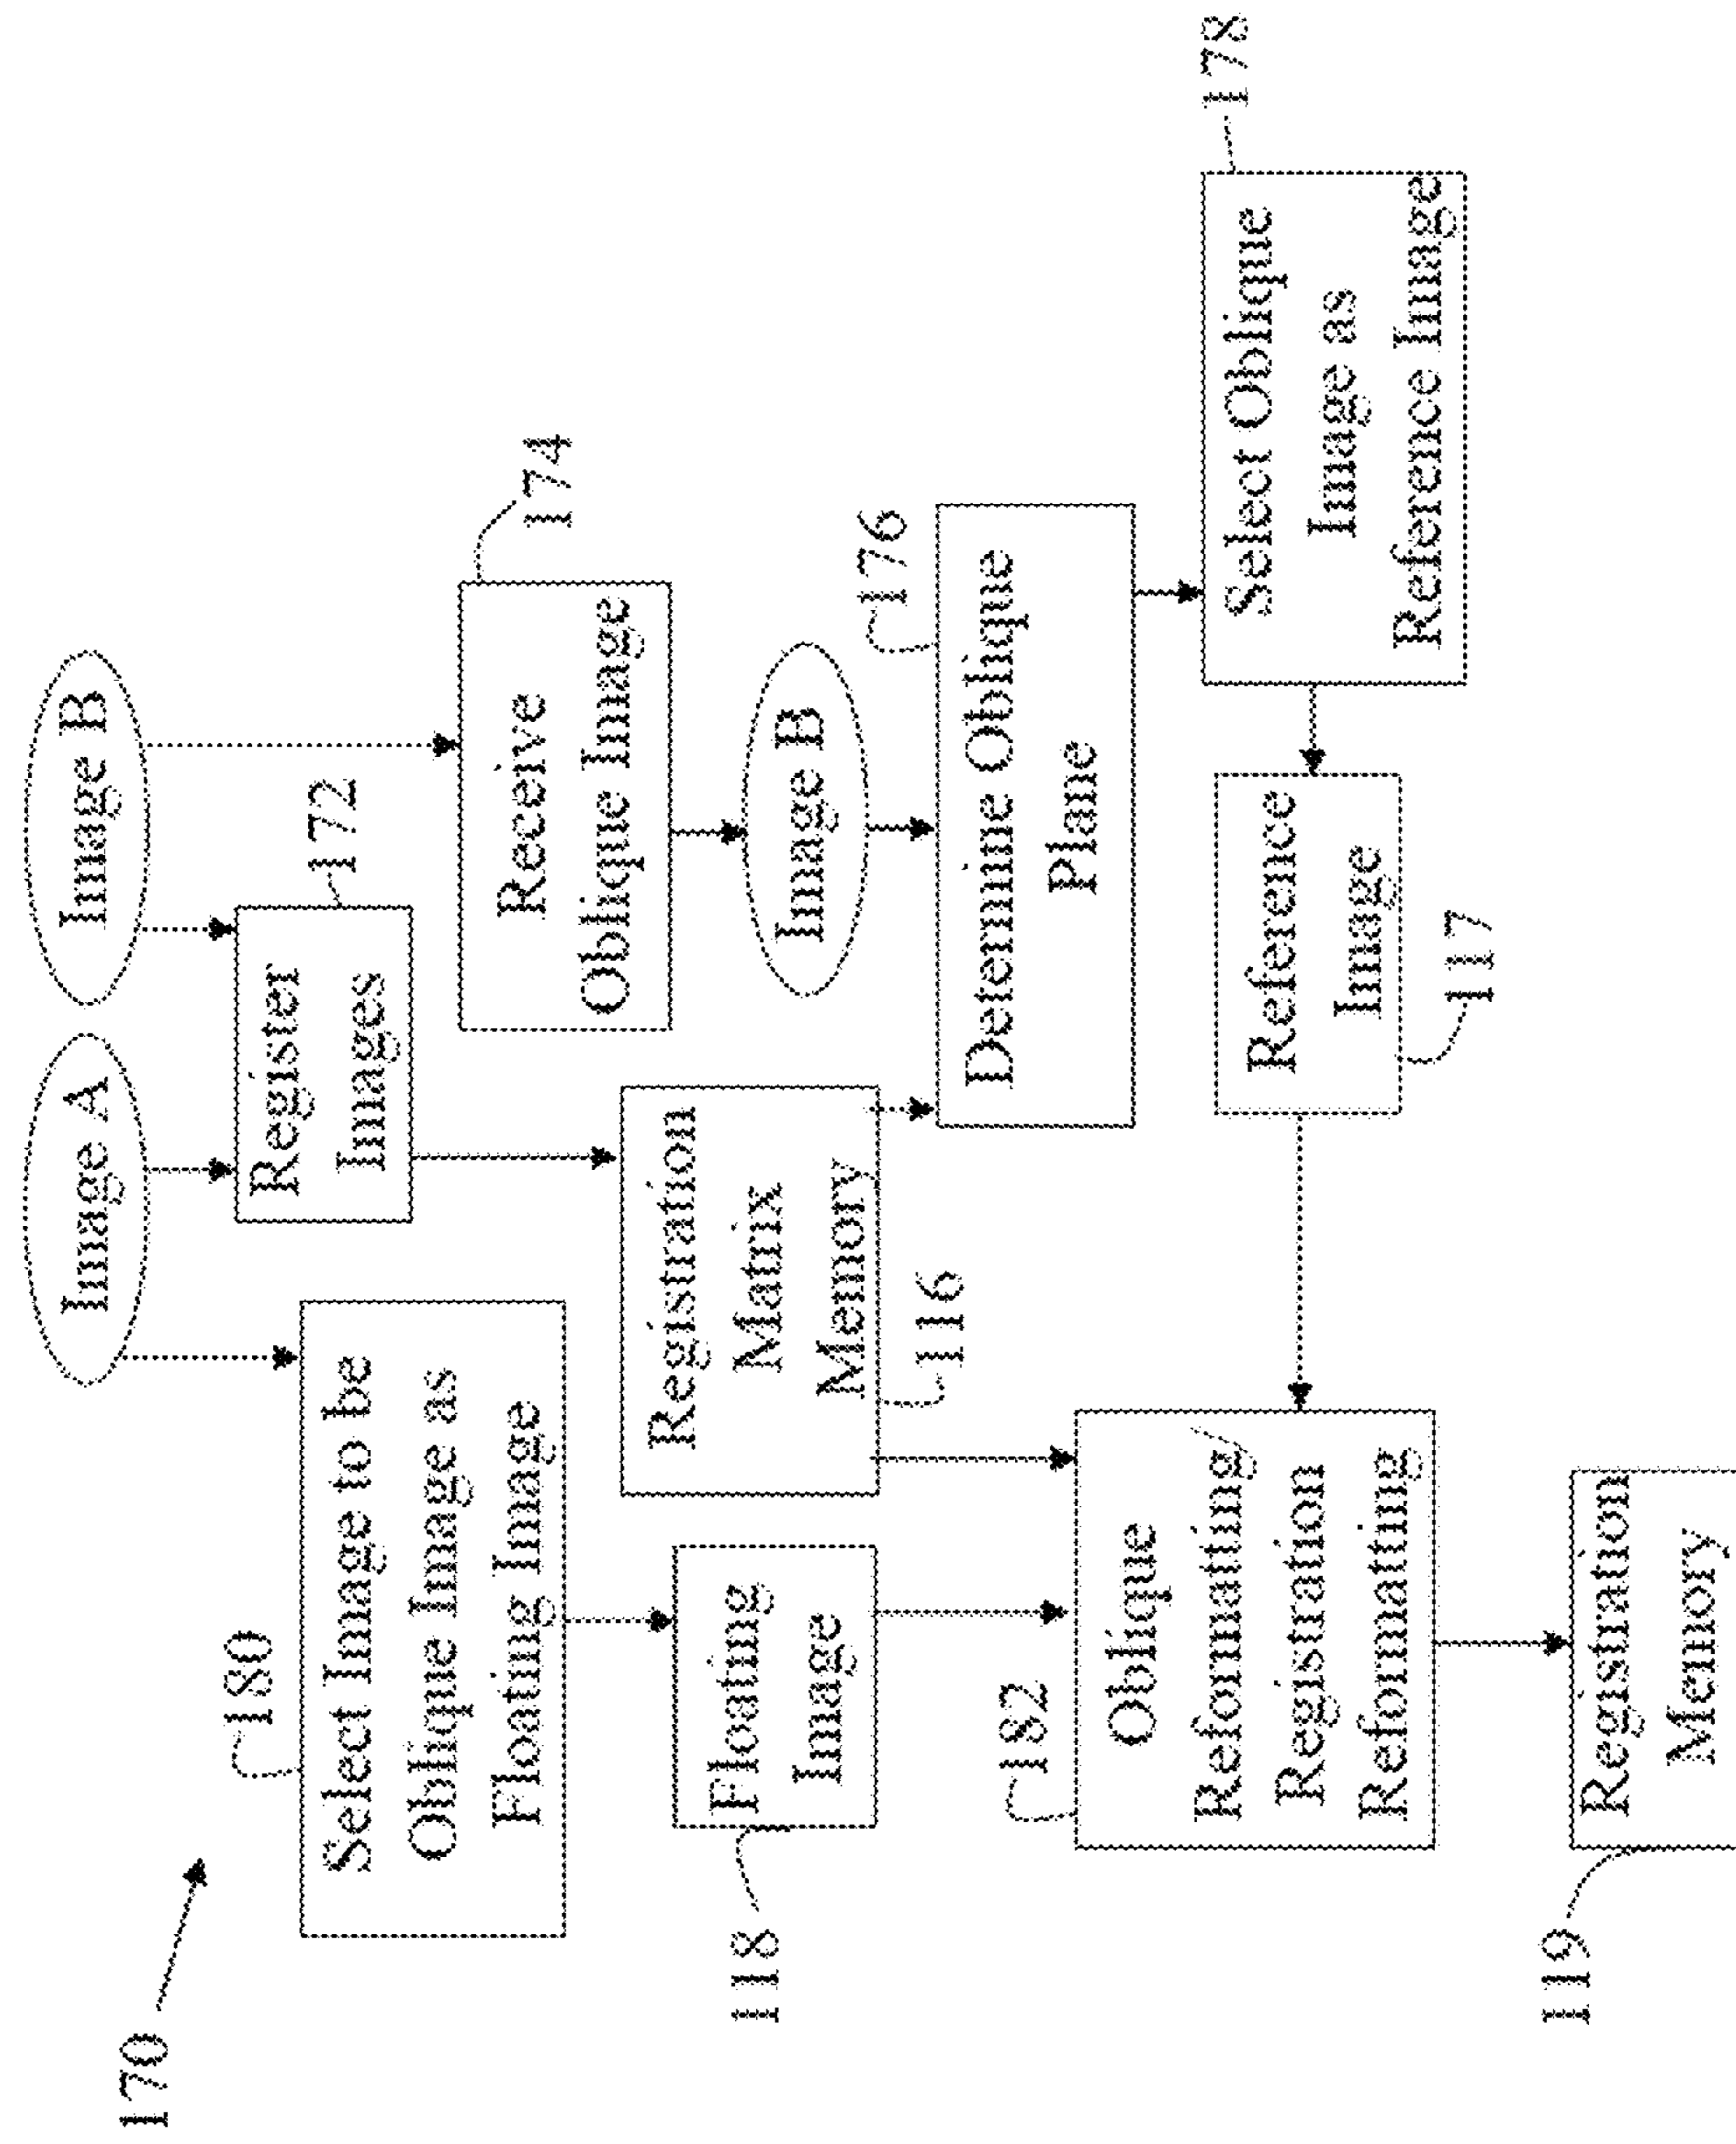 170
Image A
Image B
180
Select Image to be
Oblique Image as
Floating Image
Register
Images
172
Receive
Oblique Image
174
Registration
Matrix
Memory
116
Floating
Image
118
Image B
176
Determine Oblique
Plane
182
Oblique
Reformatting/
Registration
Reformatting
Reference
Image
117
Select Oblique
Image as
Reference Image
178
Registration
Memory
119